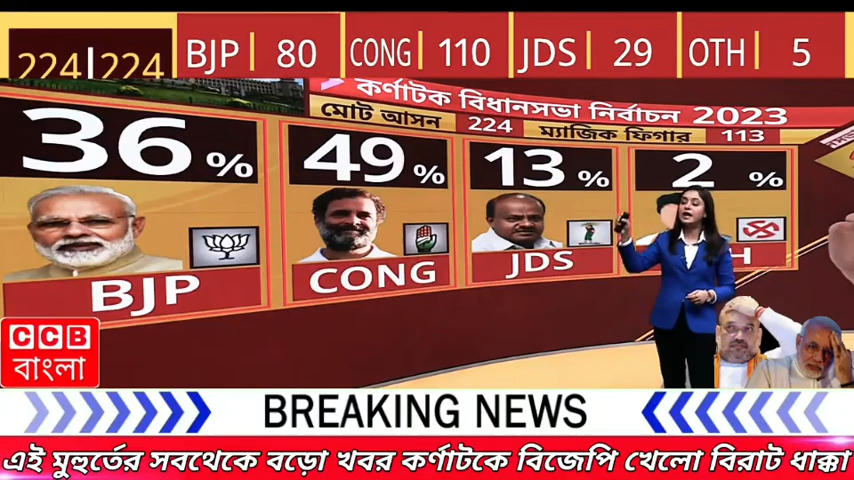 224|224 BJP 80 CONG 110 JDS 29 OTH 5
কর্ণাটক বিধানসভা নির্বাচন 2023
মোট আসন 224 ম্যাজিক ফিগার 113
36% 49% 13% 2%
BJP CONG JDS H
CCB
বাংলা
BREAKING NEWS
এই মুহুর্তের সবথেকে বড়ো খবর কর্ণাটকে বিজেপি খেলো বিরাট ধাক্কা